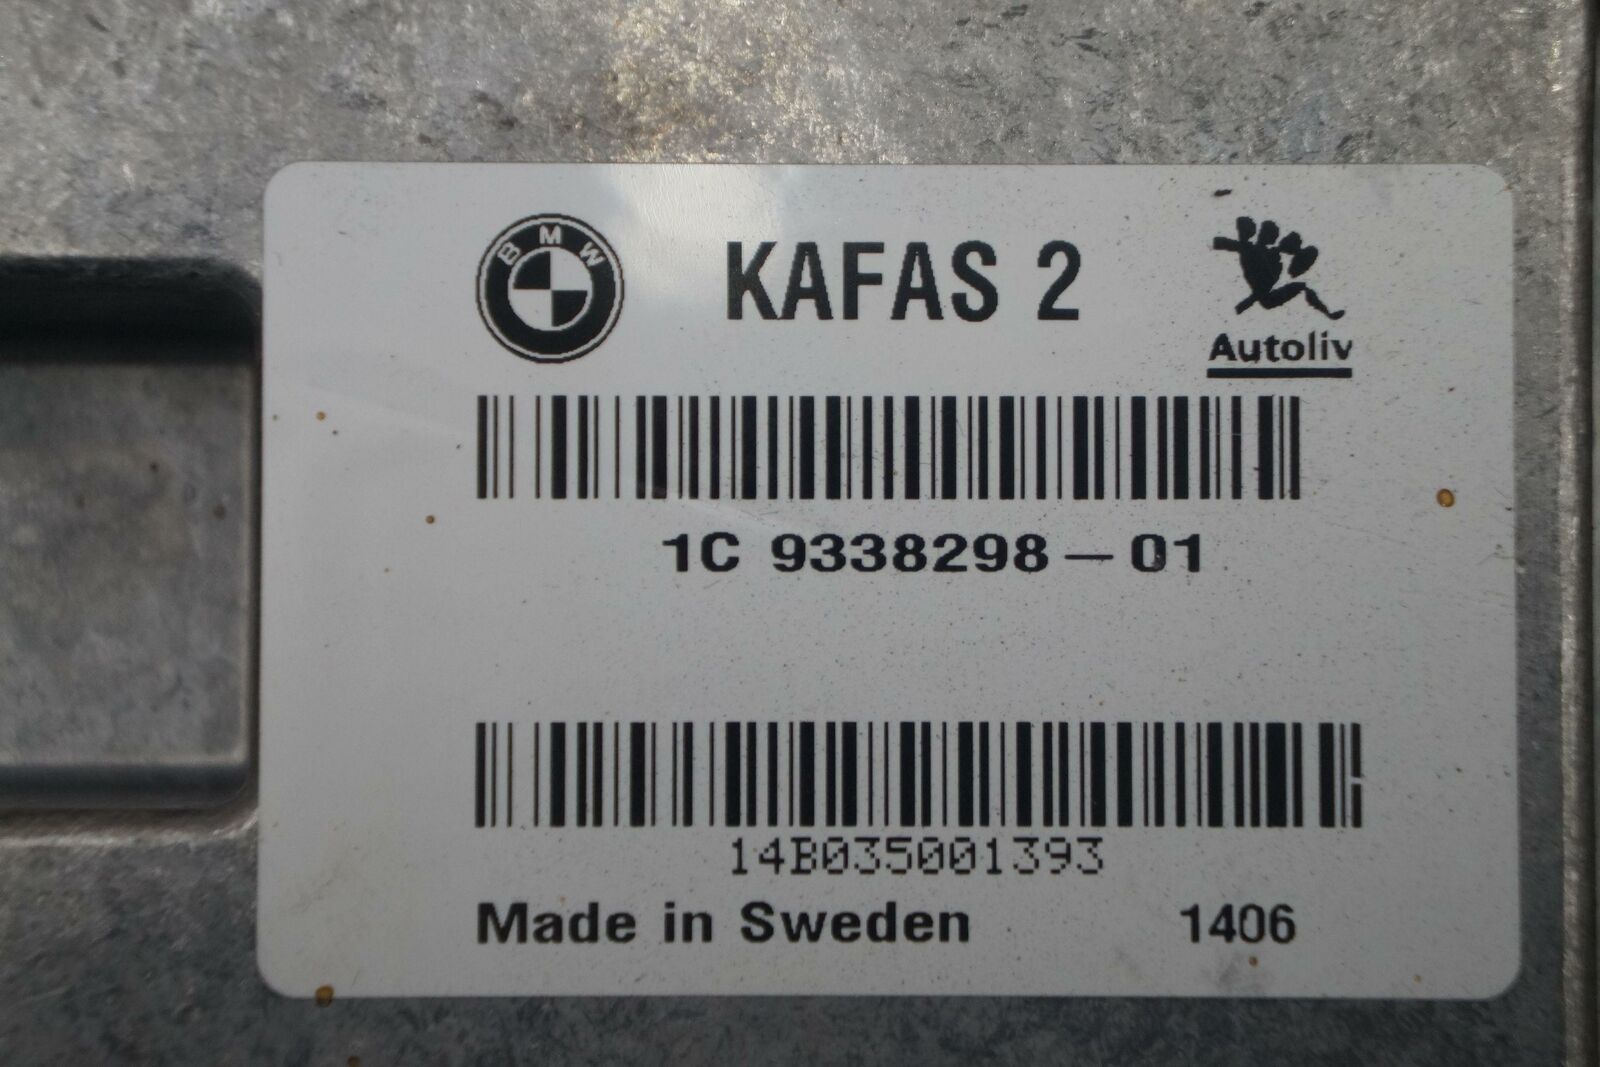 BMW
KAFAS 2
Autoliv
1C 9338298-01
14B035001393
Made in Sweden 1406